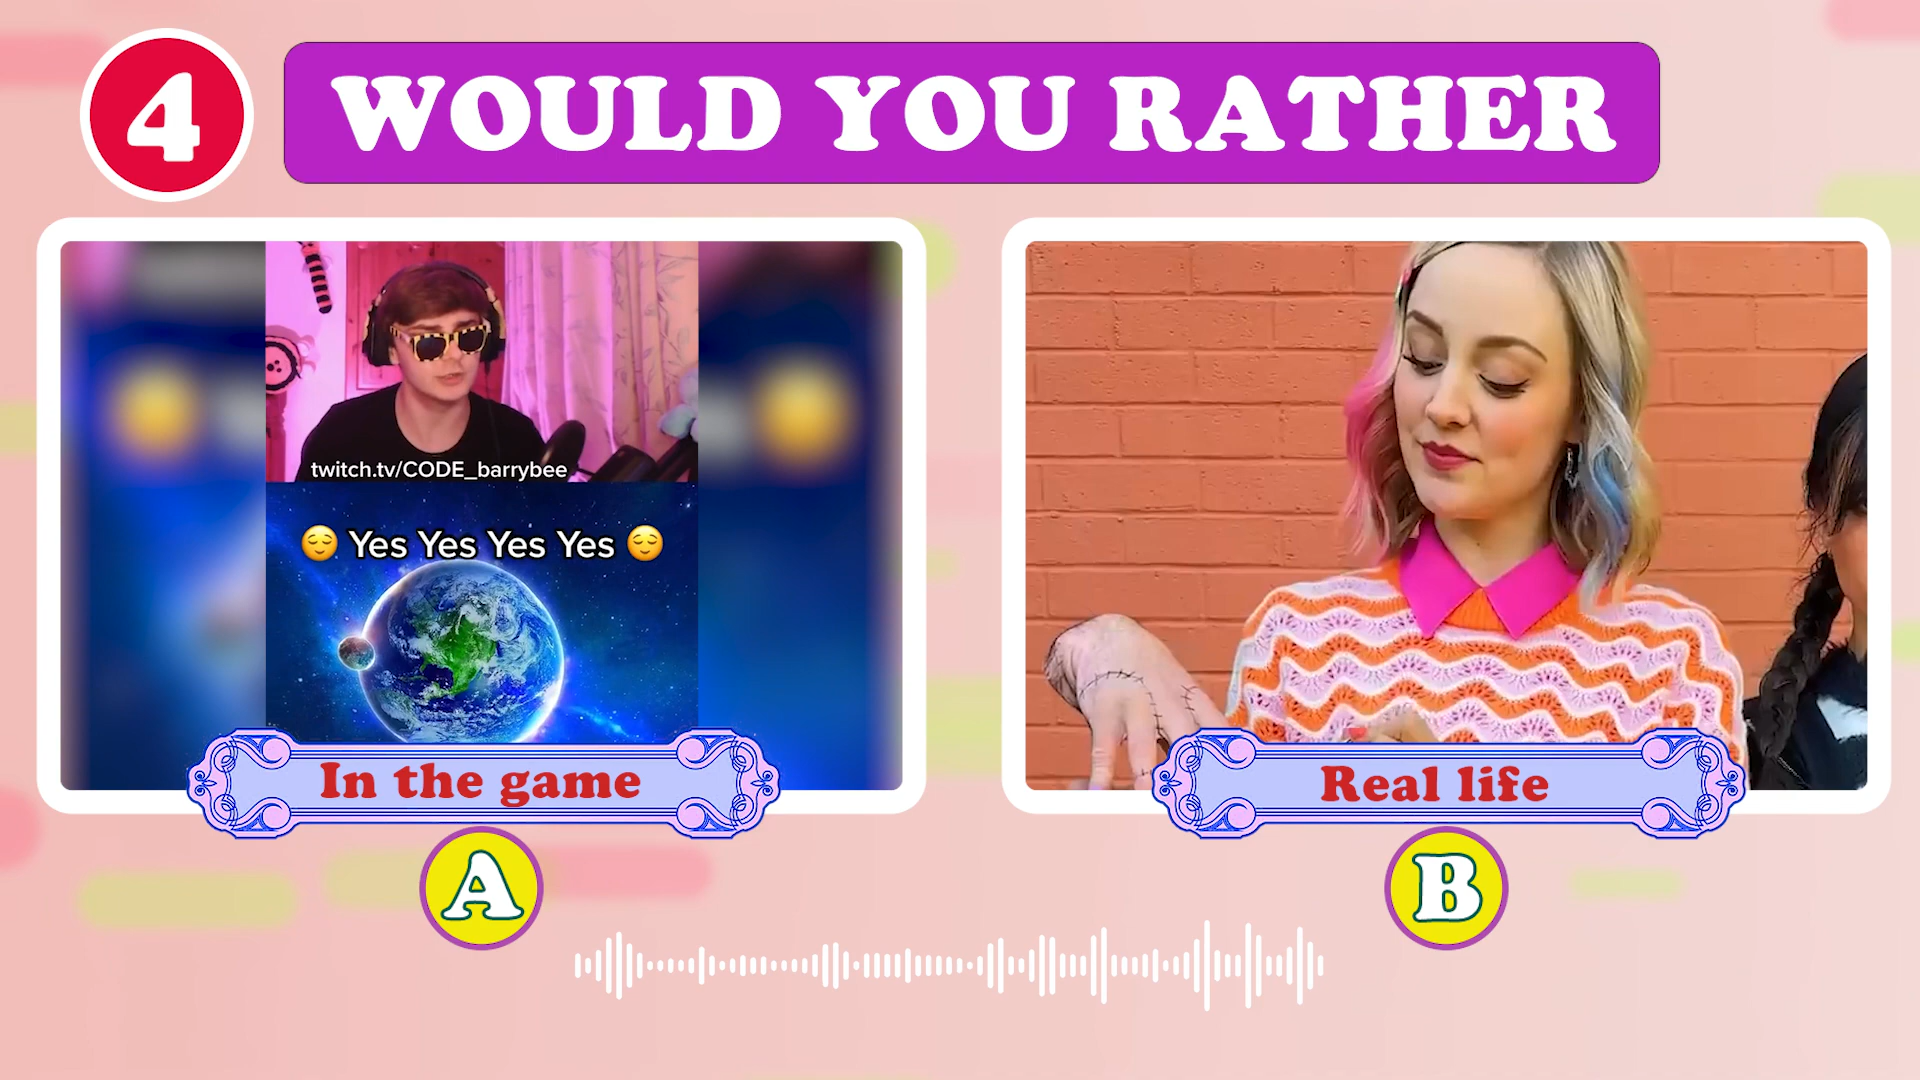 4
WOULD YOU RATHER
twitch.tv/CODE_barrybee
😌 Yes Yes Yes Yes 😌
In the game
Real life
A
B